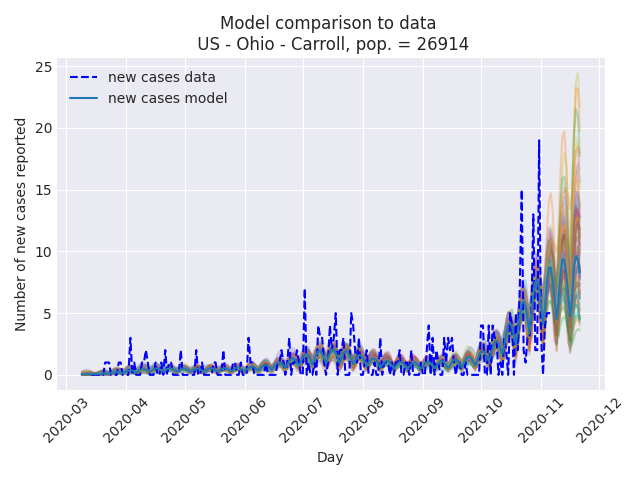 Model comparison to data
US - Ohio - Carroll, pop. = 26914
new cases data
new cases model
Number of new cases reported
25
20
15
10
5
0
2020-03
2020-04
2020-05
2020-06
2020-07
2020-08
2020-09
2020-10
2020-11
2020-12
Day